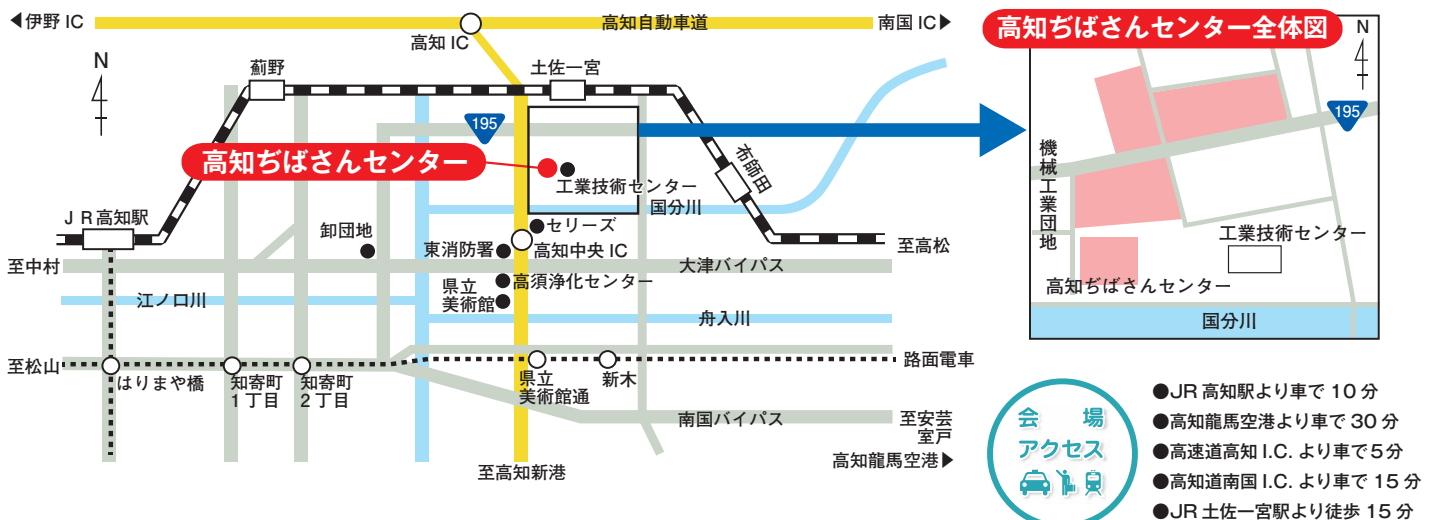 ◀伊野 IC
高知自動車道
南国 IC▶
高知 IC
N
薊野
土佐一宮
195
高知ぢばさんセンター
工業技術センター
布師田
国分川
ＪＲ高知駅
卸団地
セリーズ
東消防署
高知中央 IC
至高松
至中村
大津バイパス
高須浄化センター
県立
美術館
江ノ口川
舟入川
至松山
路面電車
はりまや橋
知寄町
1 丁目
知寄町
2 丁目
県立
美術館通
新木
南国バイパス
至安芸
室戸
高知龍馬空港▶
至高知新港
高知ぢばさんセンター全体図
N
195
機械工業団地
工業技術センター
高知ぢばさんセンター
国分川
会場
アクセス
●JR 高知駅より車で 10 分
●高知龍馬空港より車で 30 分
●高速道高知 I.C. より車で5分
●高知道南国 I.C. より車で 15 分
●JR 土佐一宮駅より徒歩 15 分